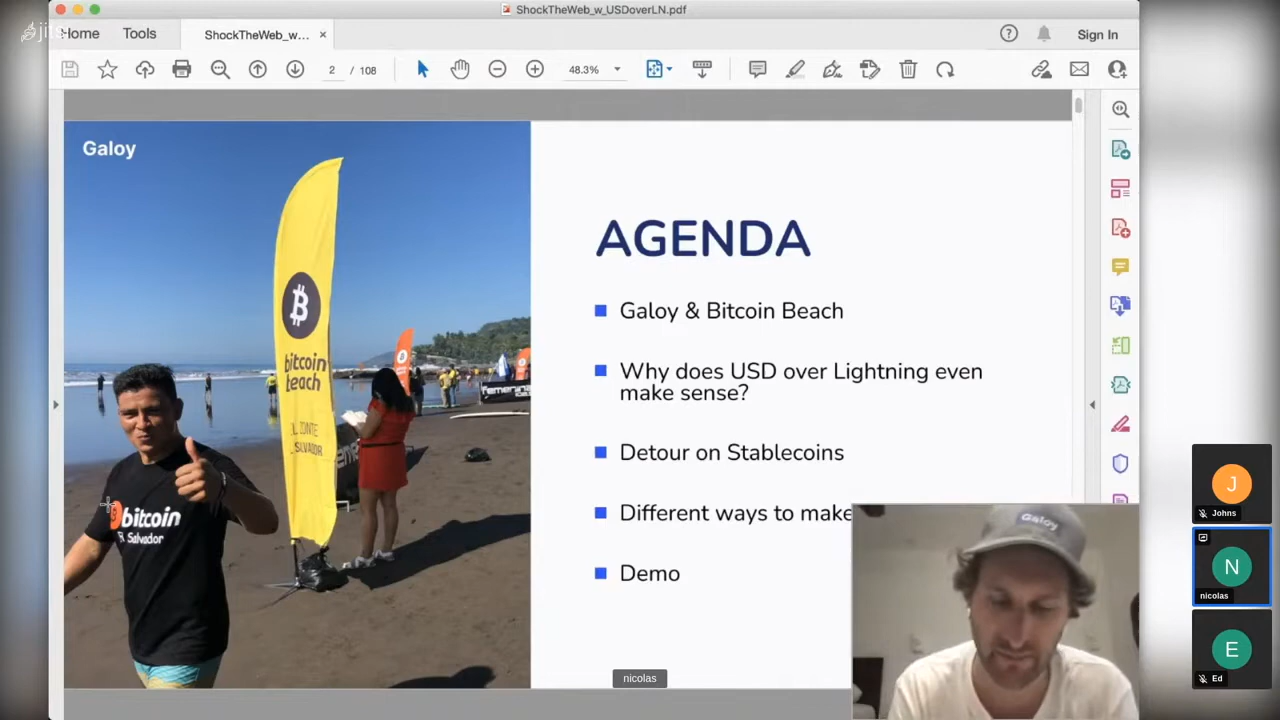 ShockTheWeb_w_USDoverLN.pdf
jits
Home
Tools
ShockTheWeb_w...
×
?
Sign In
2 / 108
48.3%
Galoy
bitcoin
beach
EL ZONTE
SALVADOR
bitcoin
El Salvador
AGENDA
Galoy & Bitcoin Beach
Why does USD over Lightning even
make sense?
Detour on Stablecoins
Different ways to make
Demo
Galoy
nicolas
J
Johns
N
nicolas
E
Ed